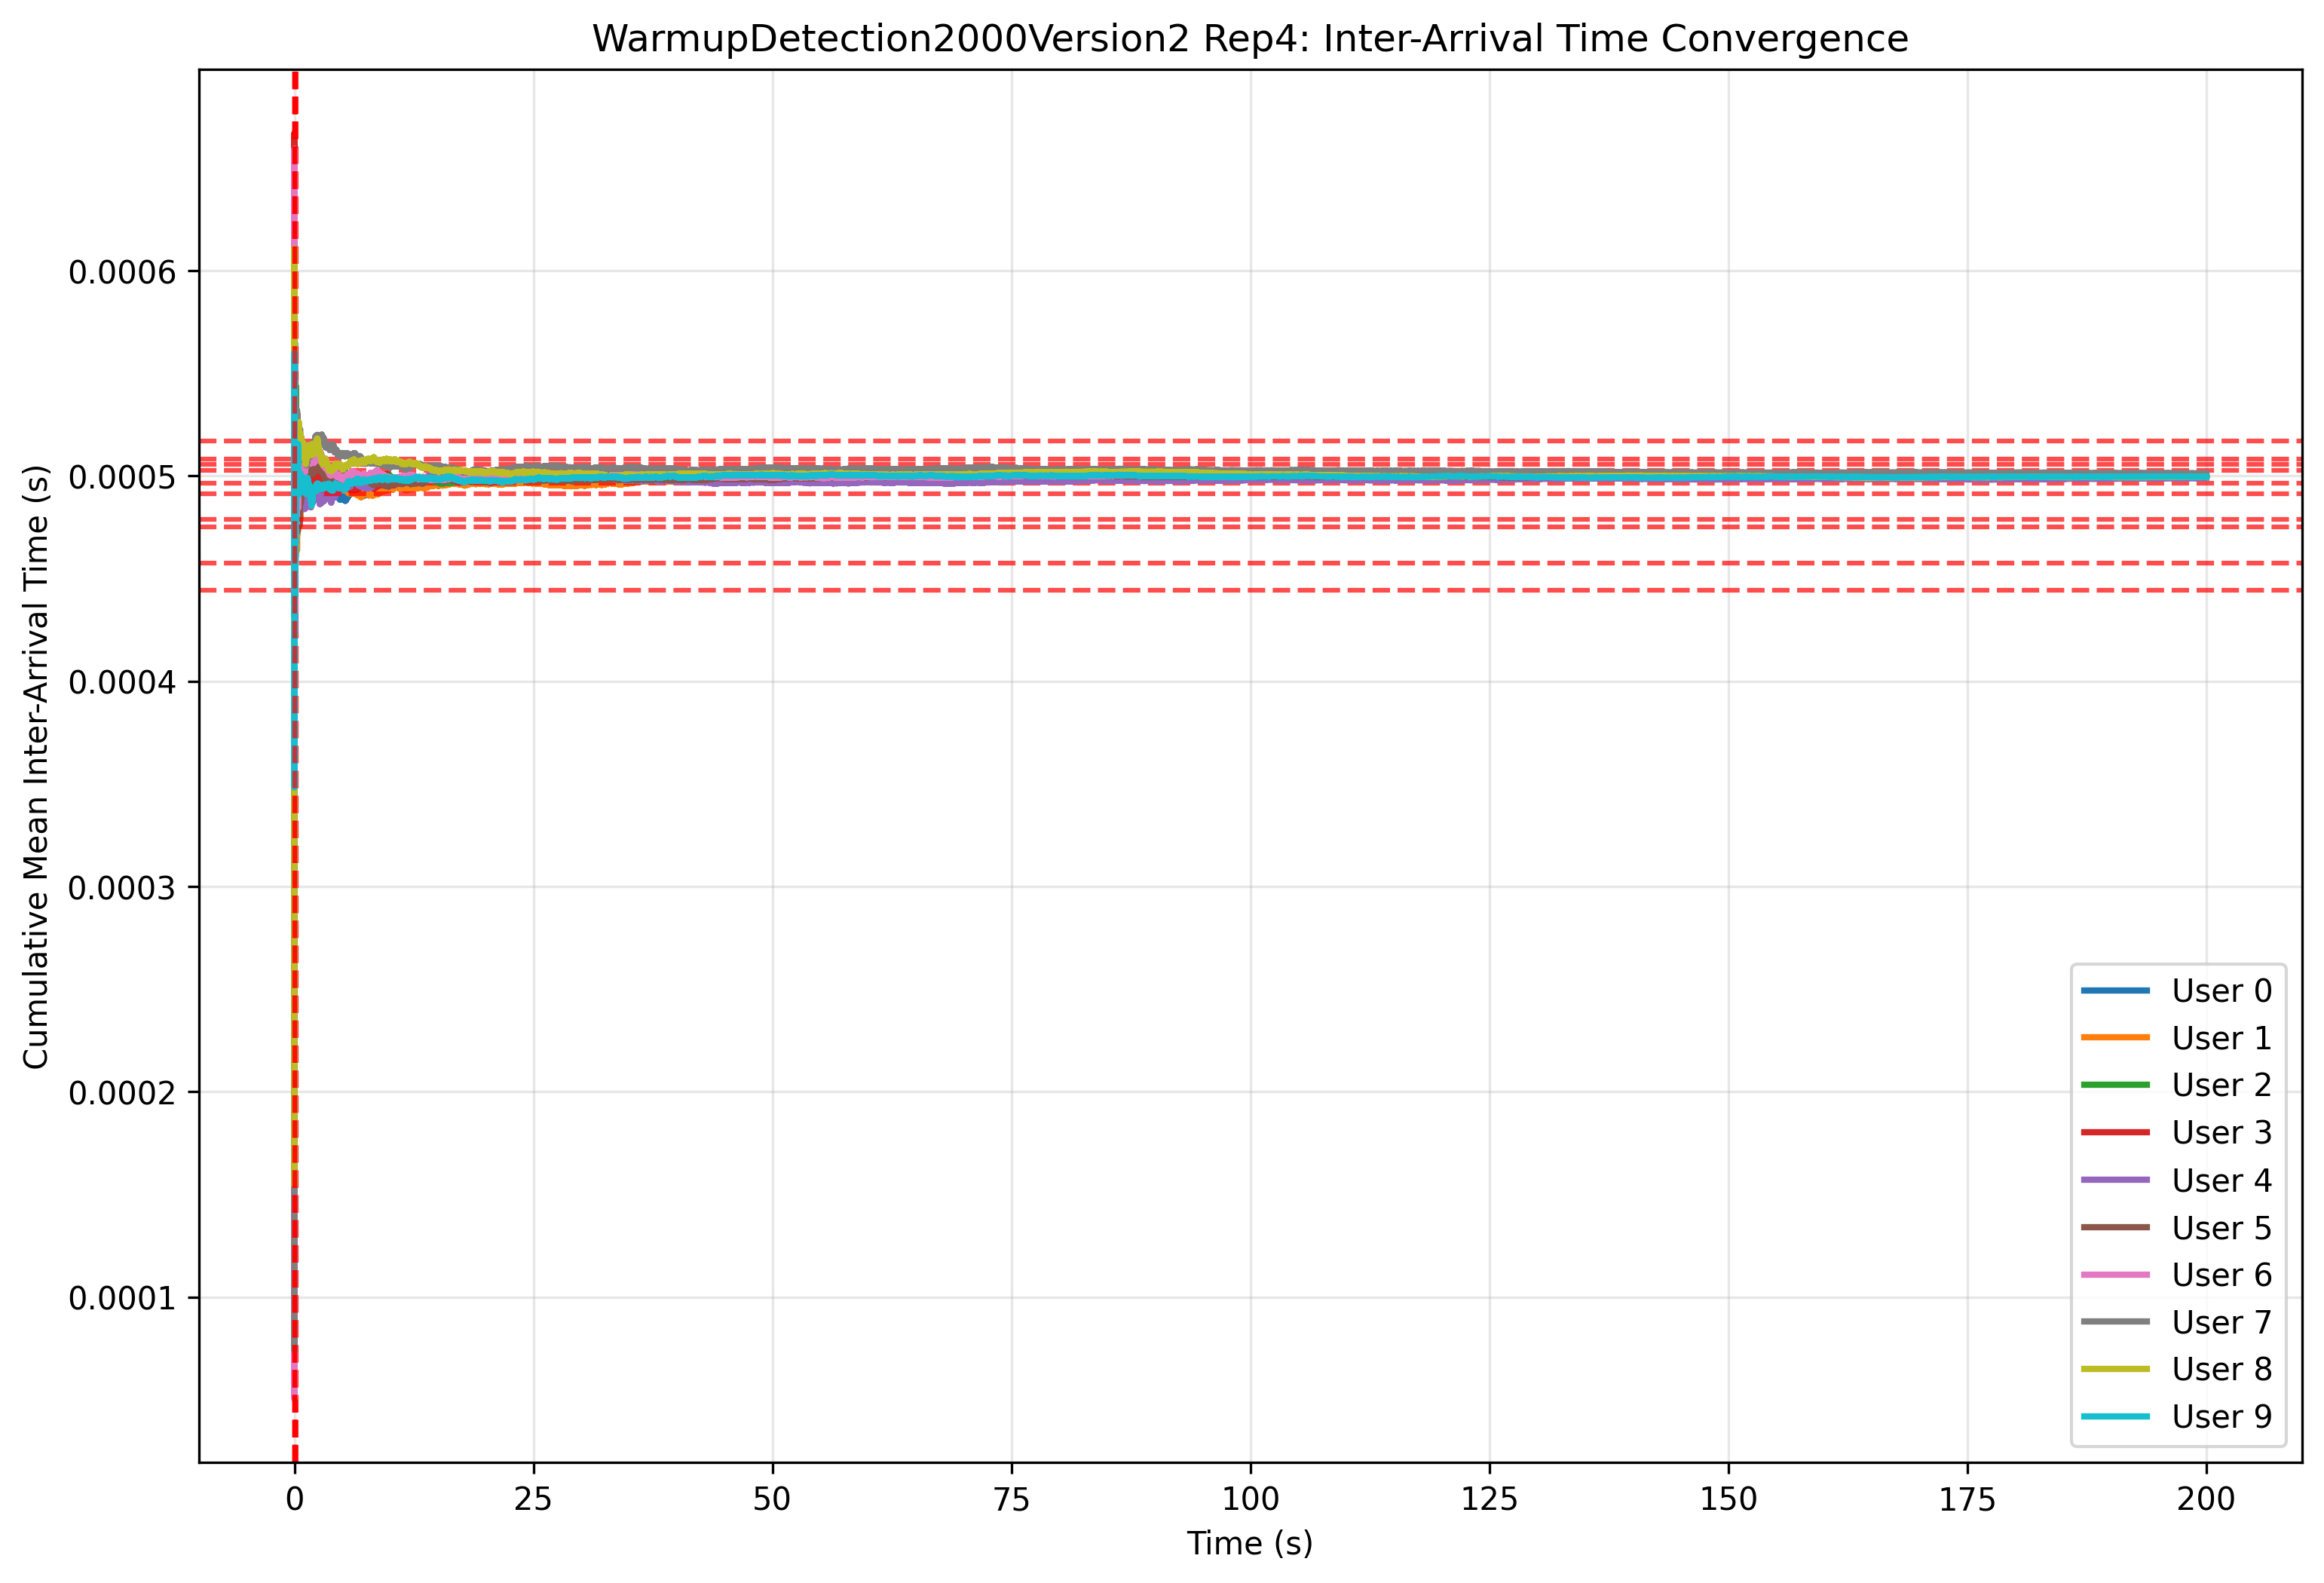 WarmupDetection2000Version2 Rep4: Inter-Arrival Time Convergence
Cumulative Mean Inter-Arrival Time (s)
0.0006
0.0005
0.0004
0.0003
0.0002
0.0001
0
25
50
75
100
125
150
175
200
Time (s)
User 0
User 1
User 2
User 3
User 4
User 5
User 6
User 7
User 8
User 9